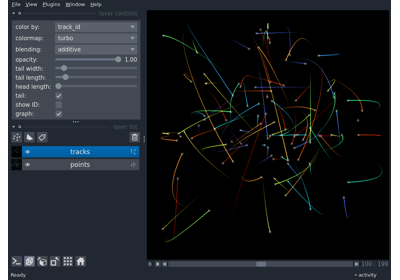 File View Plugins Window Help
layer controls
color by: track_id
colormap: turbo
blending: additive
opacity: 1.00
tail width:
tail length:
head length:
tail:
show ID:
graph:
layer list
tracks
points
100 199
Ready
activity